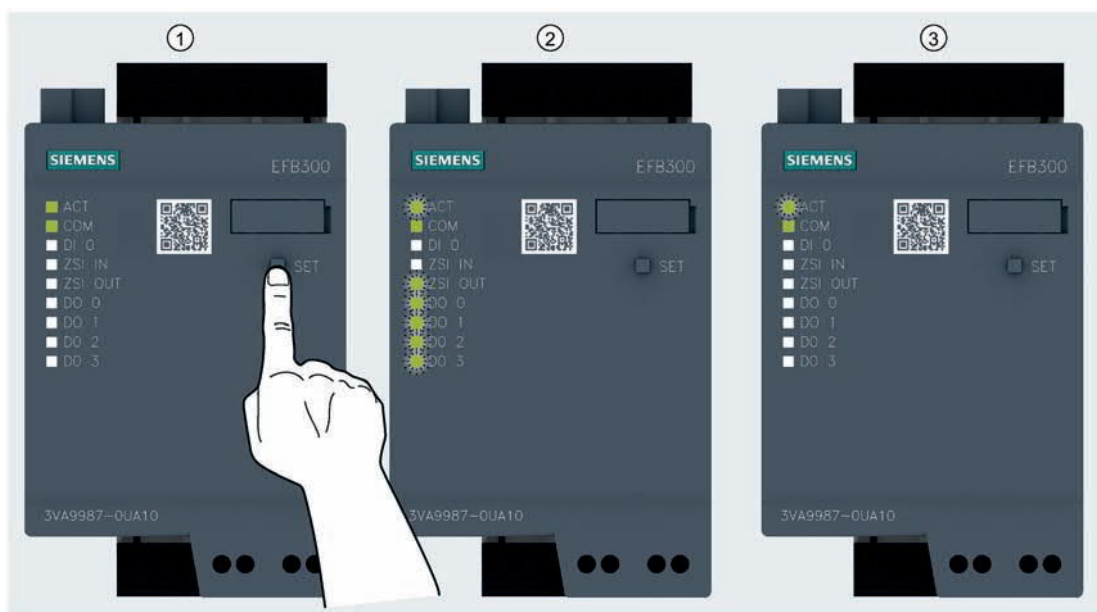 1
2
3
SIEMENS
EFB300
ACT
COM
DI 0
ZSI IN
ZSI OUT
DO 0
DO 1
DO 2
DO 3
SET
3VA9987-0UA10
SIEMENS
EFB300
ACT
COM
DI 0
ZSI IN
ZSI OUT
DO 0
DO 1
DO 2
DO 3
SET
3VA9987-0UA10
SIEMENS
EFB300
ACT
COM
DI 0
ZSI IN
ZSI OUT
DO 0
DO 1
DO 2
DO 3
SET
3VA9987-0UA10